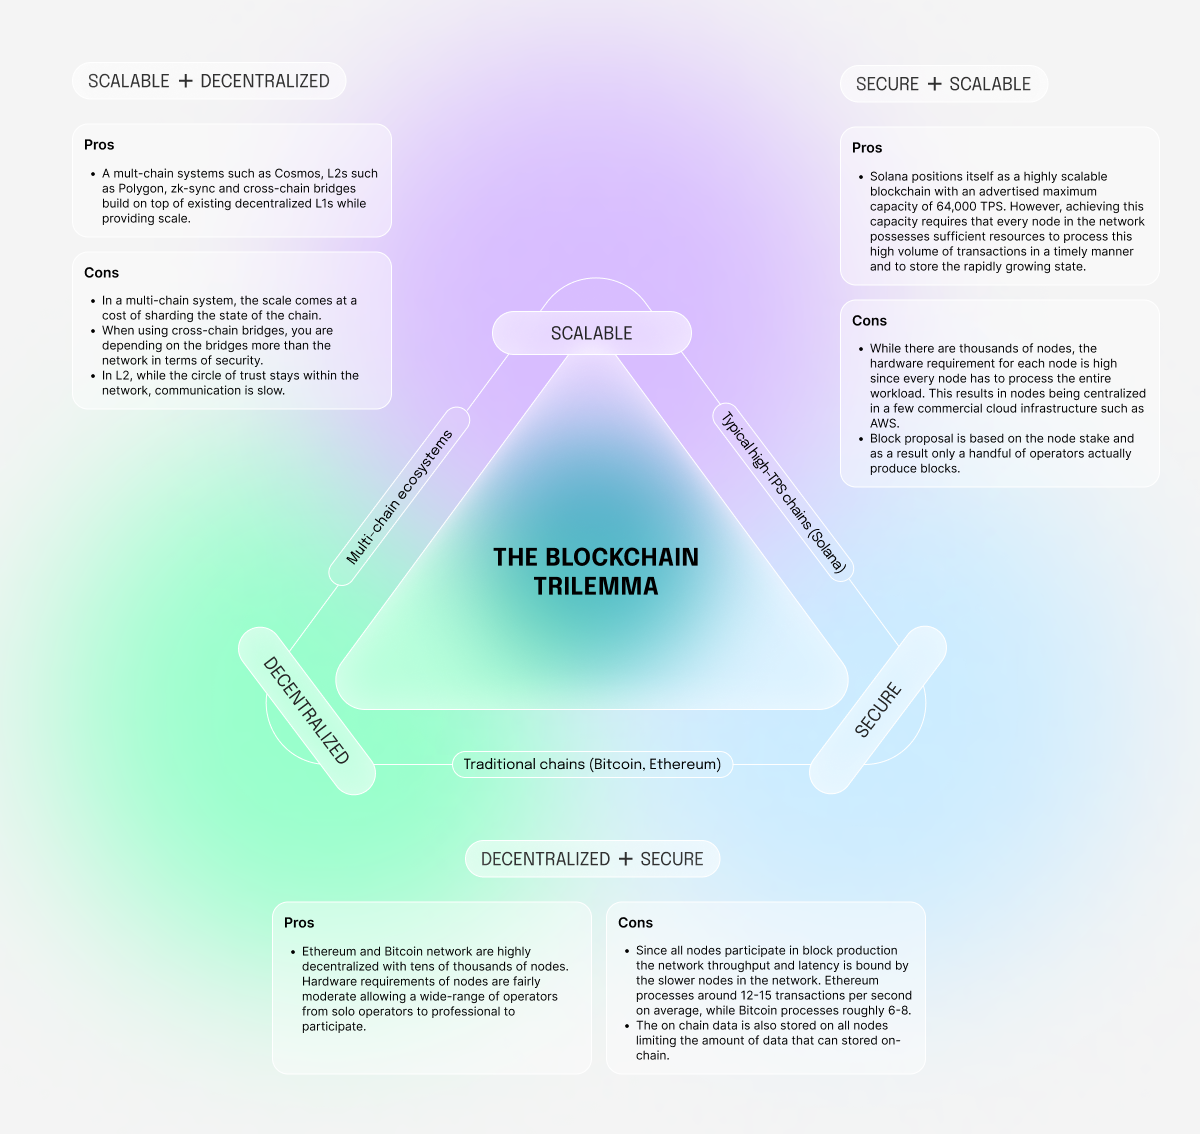 SCALABLE + DECENTRALIZED
Pros
• A mult-chain systems such as Cosmos, L2s such
as Polygon, zk-sync and cross-chain bridges
build on top of existing decentralized L1s while
providing scale.
Cons
• In a multi-chain system, the scale comes at a
cost of sharding the state of the chain.
• When using cross-chain bridges, you are
depending on the bridges more than the
network in terms of security.
• In L2, while the circle of trust stays within the
network, communication is slow.
SECURE + SCALABLE
Pros
• Solana positions itself as a highly scalable
blockchain with an advertised maximum
capacity of 64,000 TPS. However, achieving this
capacity requires that every node in the network
possesses sufficient resources to process this
high volume of transactions in a timely manner
and to store the rapidly growing state.
Cons
• While there are thousands of nodes, the
hardware requirement for each node is high
since every node has to process the entire
workload. This results in nodes being centralized
in a few commercial cloud infrastructure such as
AWS.
• Block proposal is based on the node stake and
as a result only a handful of operators actually
produce blocks.
SCALABLE
Multi-chain ecosystems
Typical high-TPS chains (Solana)
THE BLOCKCHAIN
TRILEMMA
DECENTRALIZED
SECURE
Traditional chains (Bitcoin, Ethereum)
DECENTRALIZED + SECURE
Pros
• Ethereum and Bitcoin network are highly
decentralized with tens of thousands of nodes.
Hardware requirements of nodes are fairly
moderate allowing a wide-range of operators
from solo operators to professional to
participate.
Cons
• Since all nodes participate in block production
the network throughput and latency is bound by
the slower nodes in the network. Ethereum
processes around 12-15 transactions per second
on average, while Bitcoin processes roughly 6-8.
• The on chain data is also stored on all nodes
limiting the amount of data that can stored on-
chain.